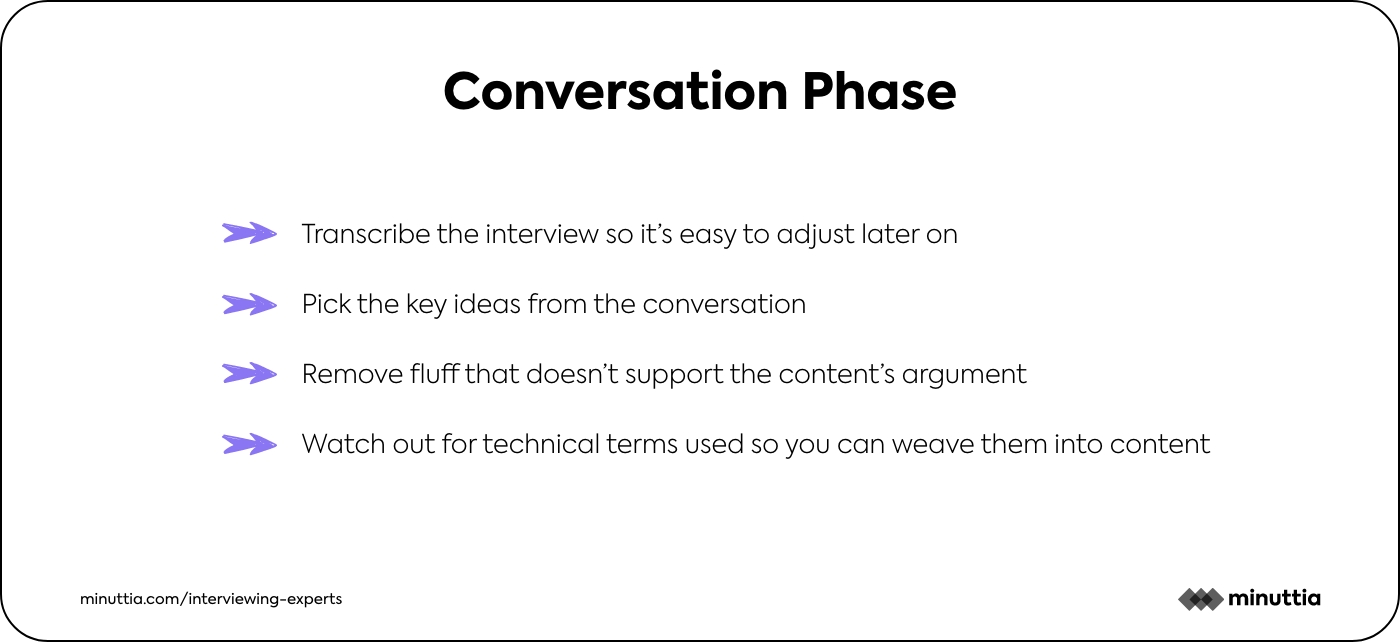 Conversation Phase
Transcribe the interview so it’s easy to adjust later on
Pick the key ideas from the conversation
Remove fluff that doesn’t support the content’s argument
Watch out for technical terms used so you can weave them into content
minuttia.com/interviewing-experts
minuttia